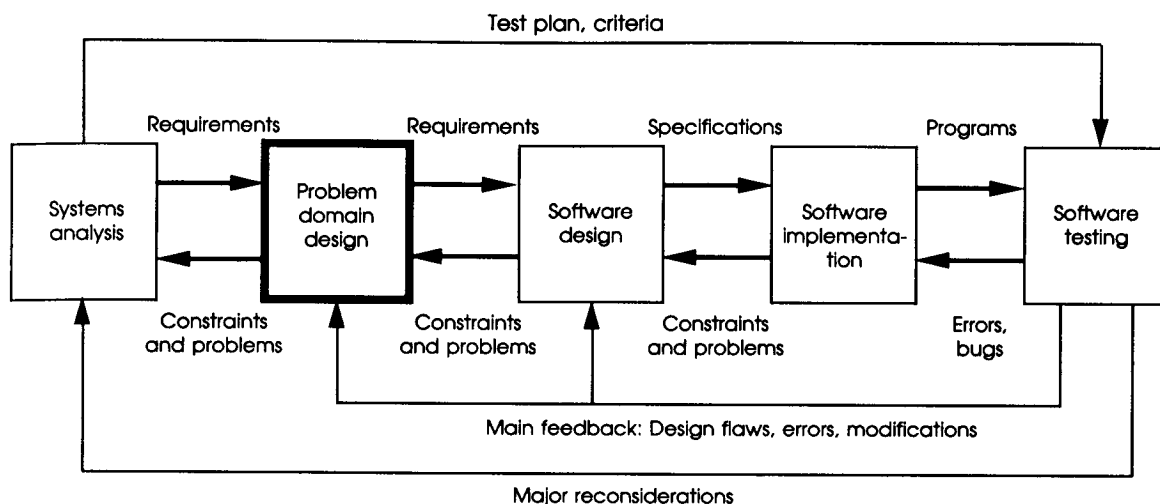 Test plan, criteria
Requirements
Requirements
Specifications
Programs
Systems
analysis
Problem
domain
design
Software
design
Software
implementa-
tion
Software
testing
Constraints
and problems
Constraints
and problems
Constraints
and problems
Errors,
bugs
Main feedback: Design flaws, errors, modifications
Major reconsiderations